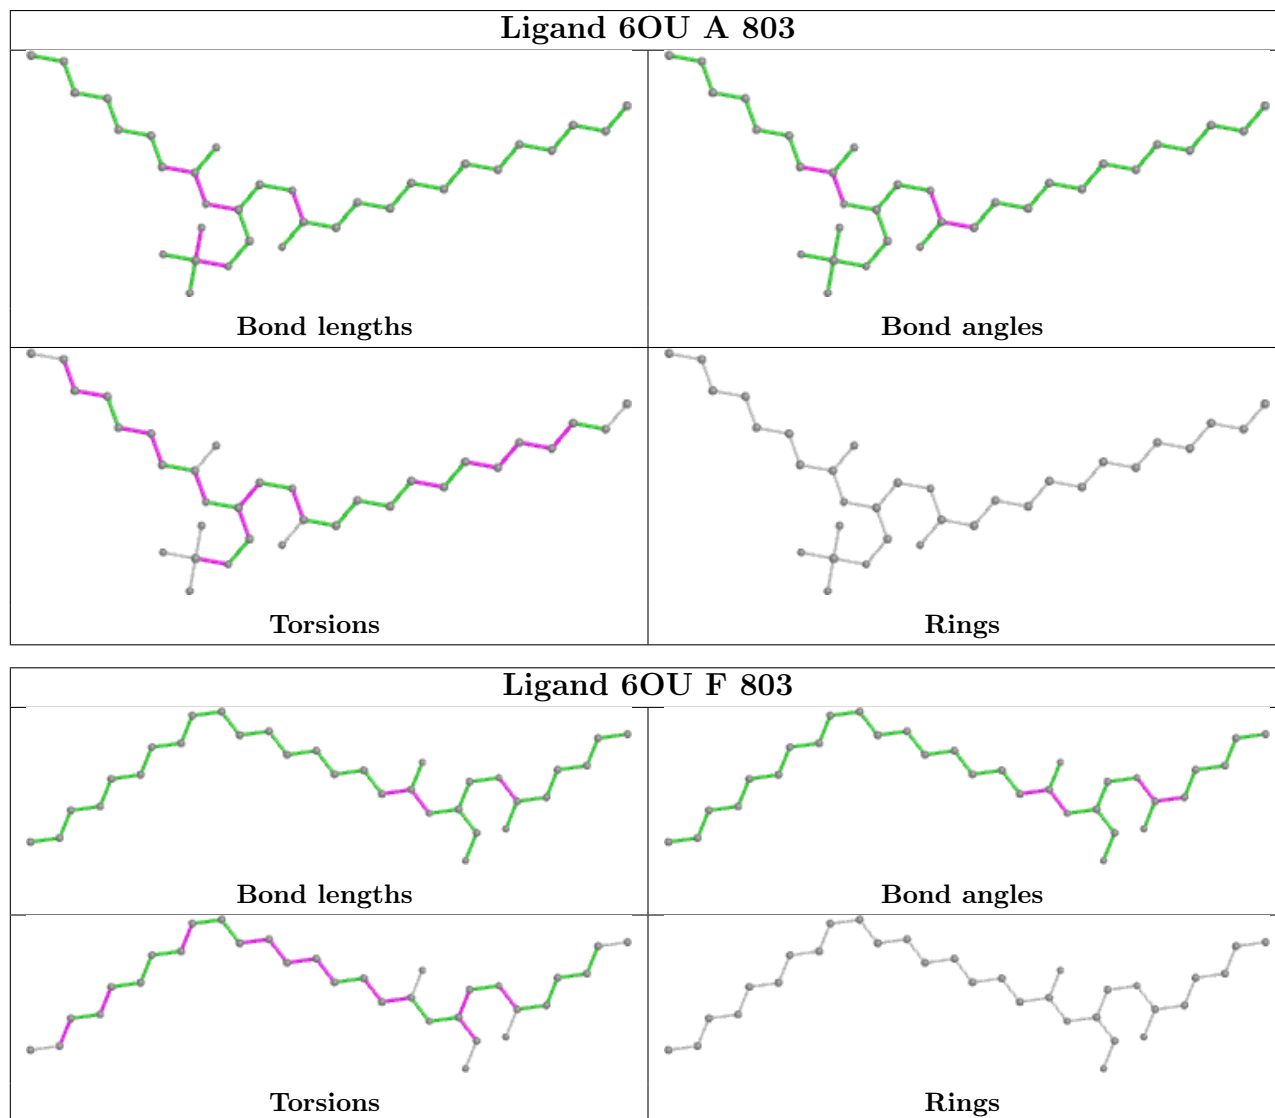 Ligand 6OU A 803
Bond lengths
Bond angles
Torsions
Rings
Ligand 6OU F 803
Bond lengths
Bond angles
Torsions
Rings